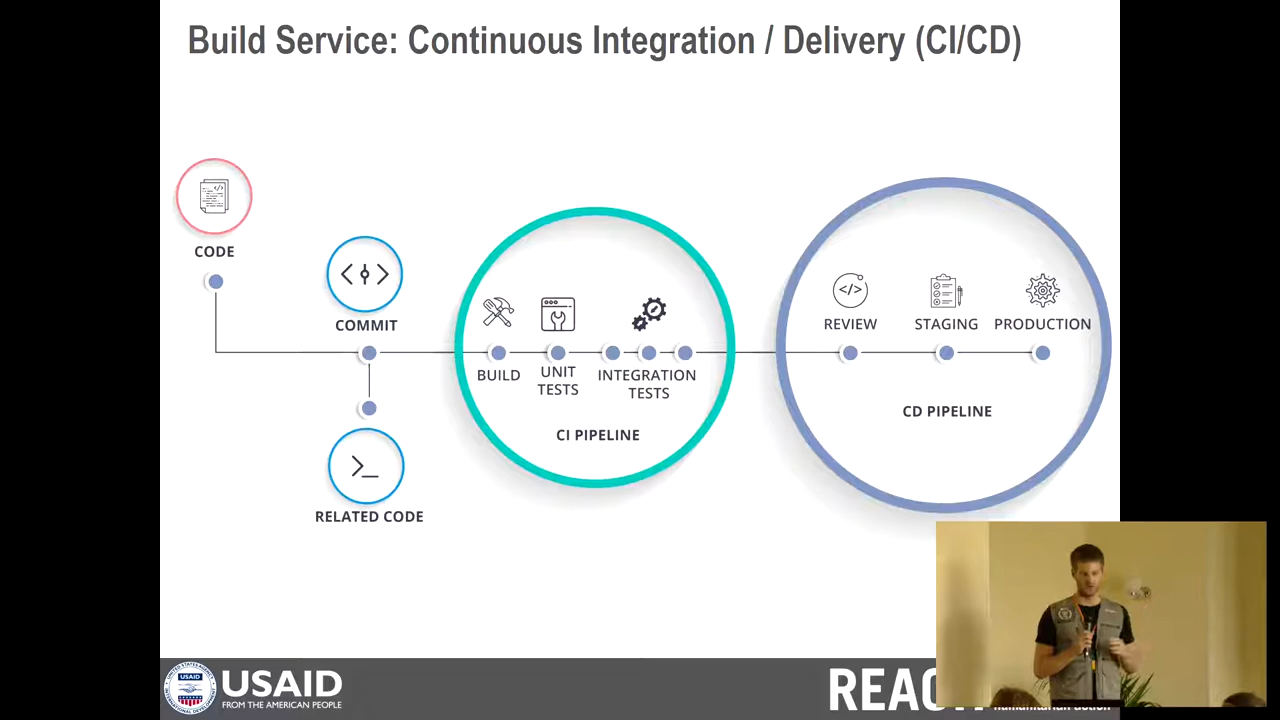 Build Service: Continuous Integration / Delivery (CI/CD)
CODE
COMMIT
RELATED CODE
BUILD
UNIT
TESTS
INTEGRATION
TESTS
CI PIPELINE
REVIEW
STAGING
PRODUCTION
CD PIPELINE
USAID
FROM THE AMERICAN PEOPLE